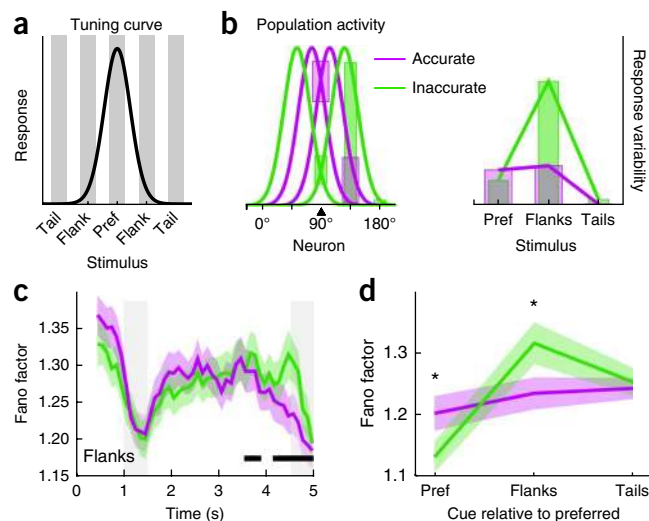 a
Tuning curve
Response
Tail
Flank
Pref
Flank
Tail
Stimulus
b
Population activity
Accurate
Inaccurate
0°
90°
180°
Neuron
Response variability
Pref Flanks Tails
Stimulus
c
Fano factor
1.35
1.30
1.25
1.20
1.15
Flanks
0 1 2 3 4 5
Time (s)
d
Fano factor
1.3
1.2
1.1
*
*
Pref Flanks Tails
Cue relative to preferred